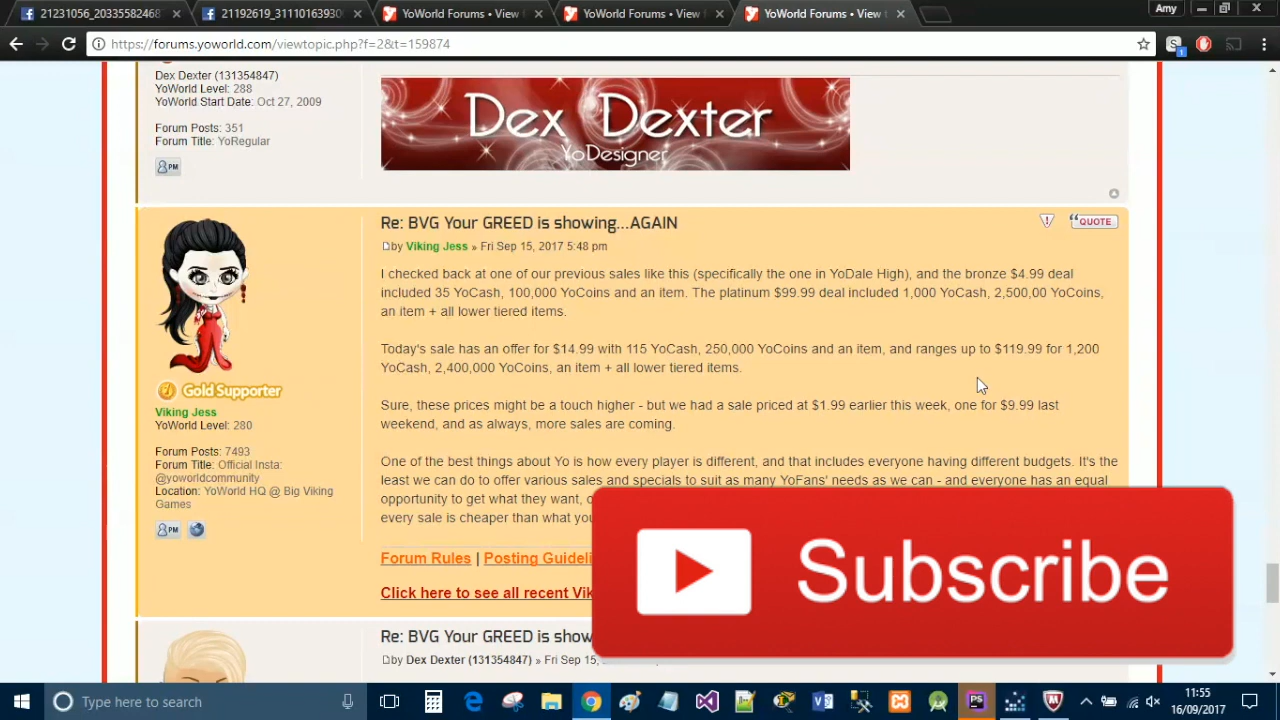 21231056_20335582468
21192619_3111016393
YoWorld Forums • View
YoWorld Forums • View
YoWorld Forums • View
Amy
https://forums.yoworld.com/viewtopic.php?f=2&t=159874
Dex Dexter (131354847)
YoWorld Level: 288
YoWorld Start Date: Oct 27, 2009
Forum Posts: 351
Forum Title: YoRegular
PM
Dex Dexter
YoDesigner
Re: BVG Your GREED is showing...AGAIN
QUOTE
by Viking Jess » Fri Sep 15, 2017 5:48 pm
I checked back at one of our previous sales like this (specifically the one in YoDale High), and the bronze $4.99 deal
included 35 YoCash, 100,000 YoCoins and an item. The platinum $99.99 deal included 1,000 YoCash, 2,500,00 YoCoins,
an item + all lower tiered items.
Today's sale has an offer for $14.99 with 115 YoCash, 250,000 YoCoins and an item, and ranges up to $119.99 for 1,200
YoCash, 2,400,000 YoCoins, an item + all lower tiered items.
Sure, these prices might be a touch higher - but we had a sale priced at $1.99 earlier this week, one for $9.99 last
weekend, and as always, more sales are coming.
One of the best things about Yo is how every player is different, and that includes everyone having different budgets. It's the
least we can do to offer various sales and specials to suit as many YoFans' needs as we can - and everyone has an equal
opportunity to get what they want,
every sale is cheaper than what
Gold Supporter
Viking Jess
YoWorld Level: 280
Forum Posts: 7493
Forum Title: Official Insta:
@yoworldcommunity
Location: YoWorld HQ @ Big Viking
Games
PM
Forum Rules | Posting
Click here to see all recent
Subscribe
Re: BVG Your GREED is
by Dex Dexter (131354847) » Fri Sep 15,
Type here to search
11:55
16/09/2017